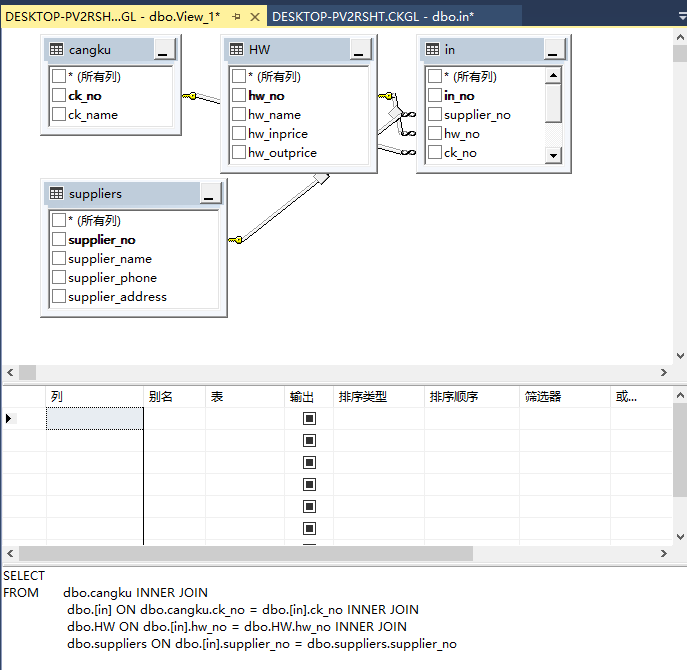 DESKTOP-PV2RSH...GL - dbo.View_1* DESKTOP-PV2RSHT.CKGL - dbo.in*
cangku
* (所有列)
ck_no
ck_name
HW
* (所有列)
hw_no
hw_name
hw_inprice
hw_outprice
in
* (所有列)
in_no
supplier_no
hw_no
ck_no
suppliers
* (所有列)
supplier_no
supplier_name
supplier_phone
supplier_address
列 别名 表 输出 排序类型 排序顺序 筛选器 或...
SELECT
FROM dbo.cangku INNER JOIN
dbo.[in] ON dbo.cangku.ck_no = dbo.[in].ck_no INNER JOIN
dbo.HW ON dbo.[in].hw_no = dbo.HW.hw_no INNER JOIN
dbo.suppliers ON dbo.[in].supplier_no = dbo.suppliers.supplier_no